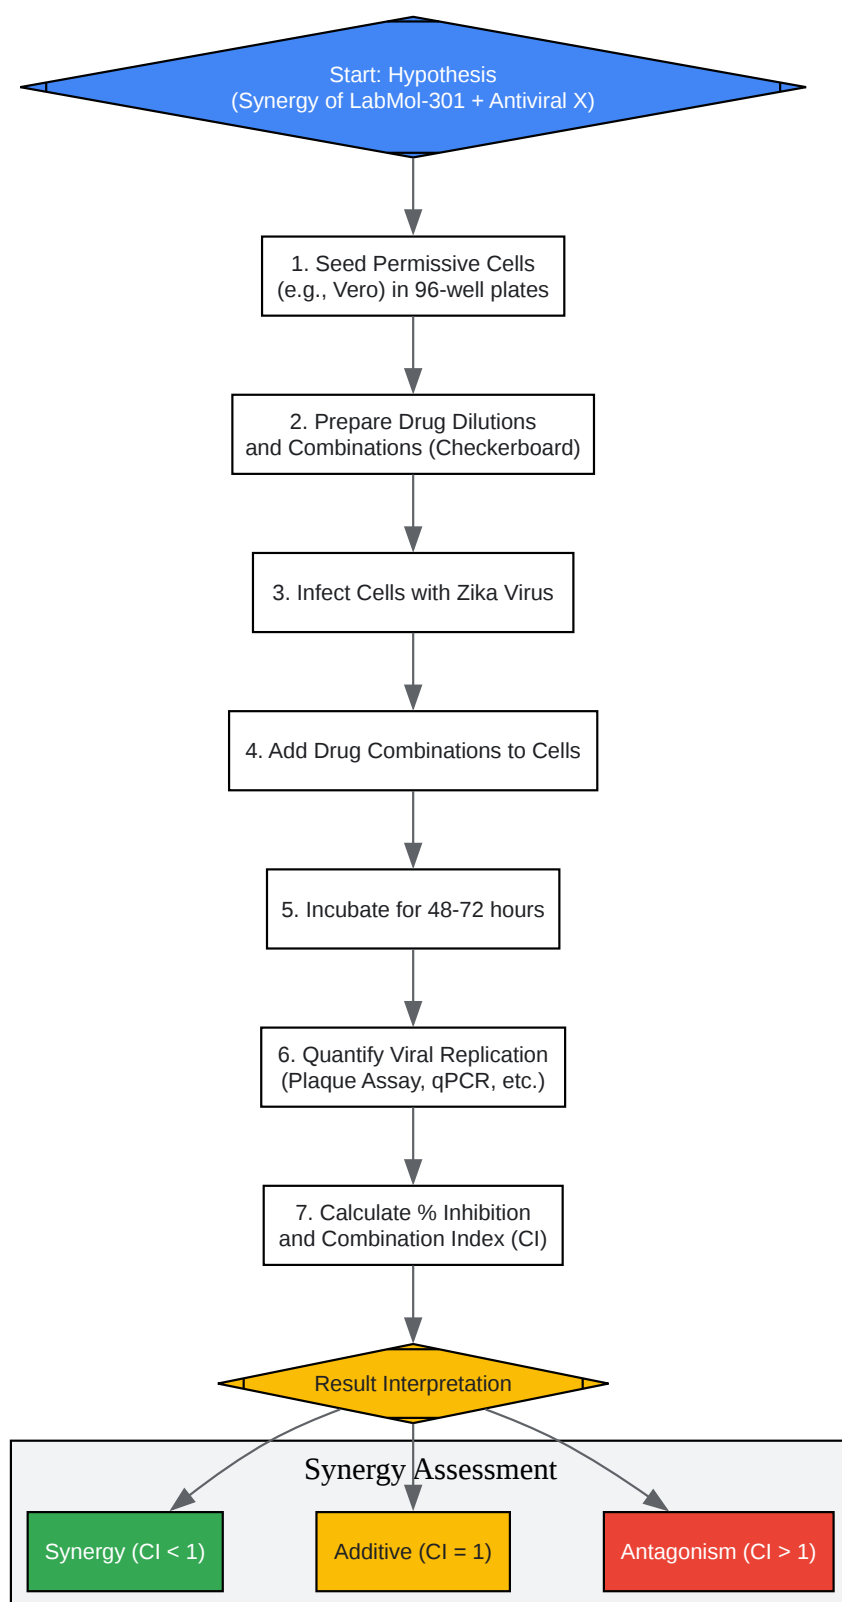 Start: Hypothesis
(Synergy of LabMol-301 + Antiviral X)
1. Seed Permissive Cells
(e.g., Vero) in 96-well plates
2. Prepare Drug Dilutions
and Combinations (Checkerboard)
3. Infect Cells with Zika Virus
4. Add Drug Combinations to Cells
5. Incubate for 48-72 hours
6. Quantify Viral Replication
(Plaque Assay, qPCR, etc.)
7. Calculate % Inhibition
and Combination Index (CI)
Result Interpretation
Synergy Assessment
Synergy (CI < 1)
Additive (CI = 1)
Antagonism (CI > 1)